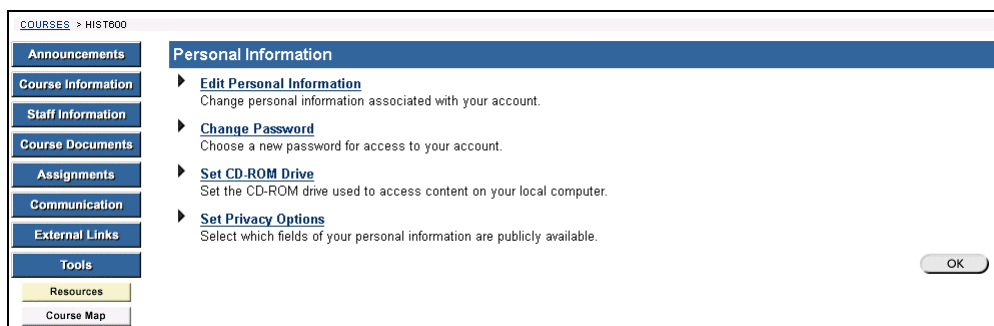 COURSES > HIST600
Announcements
Course Information
Staff Information
Course Documents
Assignments
Communication
External Links
Tools
Resources
Course Map
Personal Information
Edit Personal Information
Change personal information associated with your account.
Change Password
Choose a new password for access to your account.
Set CD-ROM Drive
Set the CD-ROM drive used to access content on your local computer.
Set Privacy Options
Select which fields of your personal information are publicly available.
OK